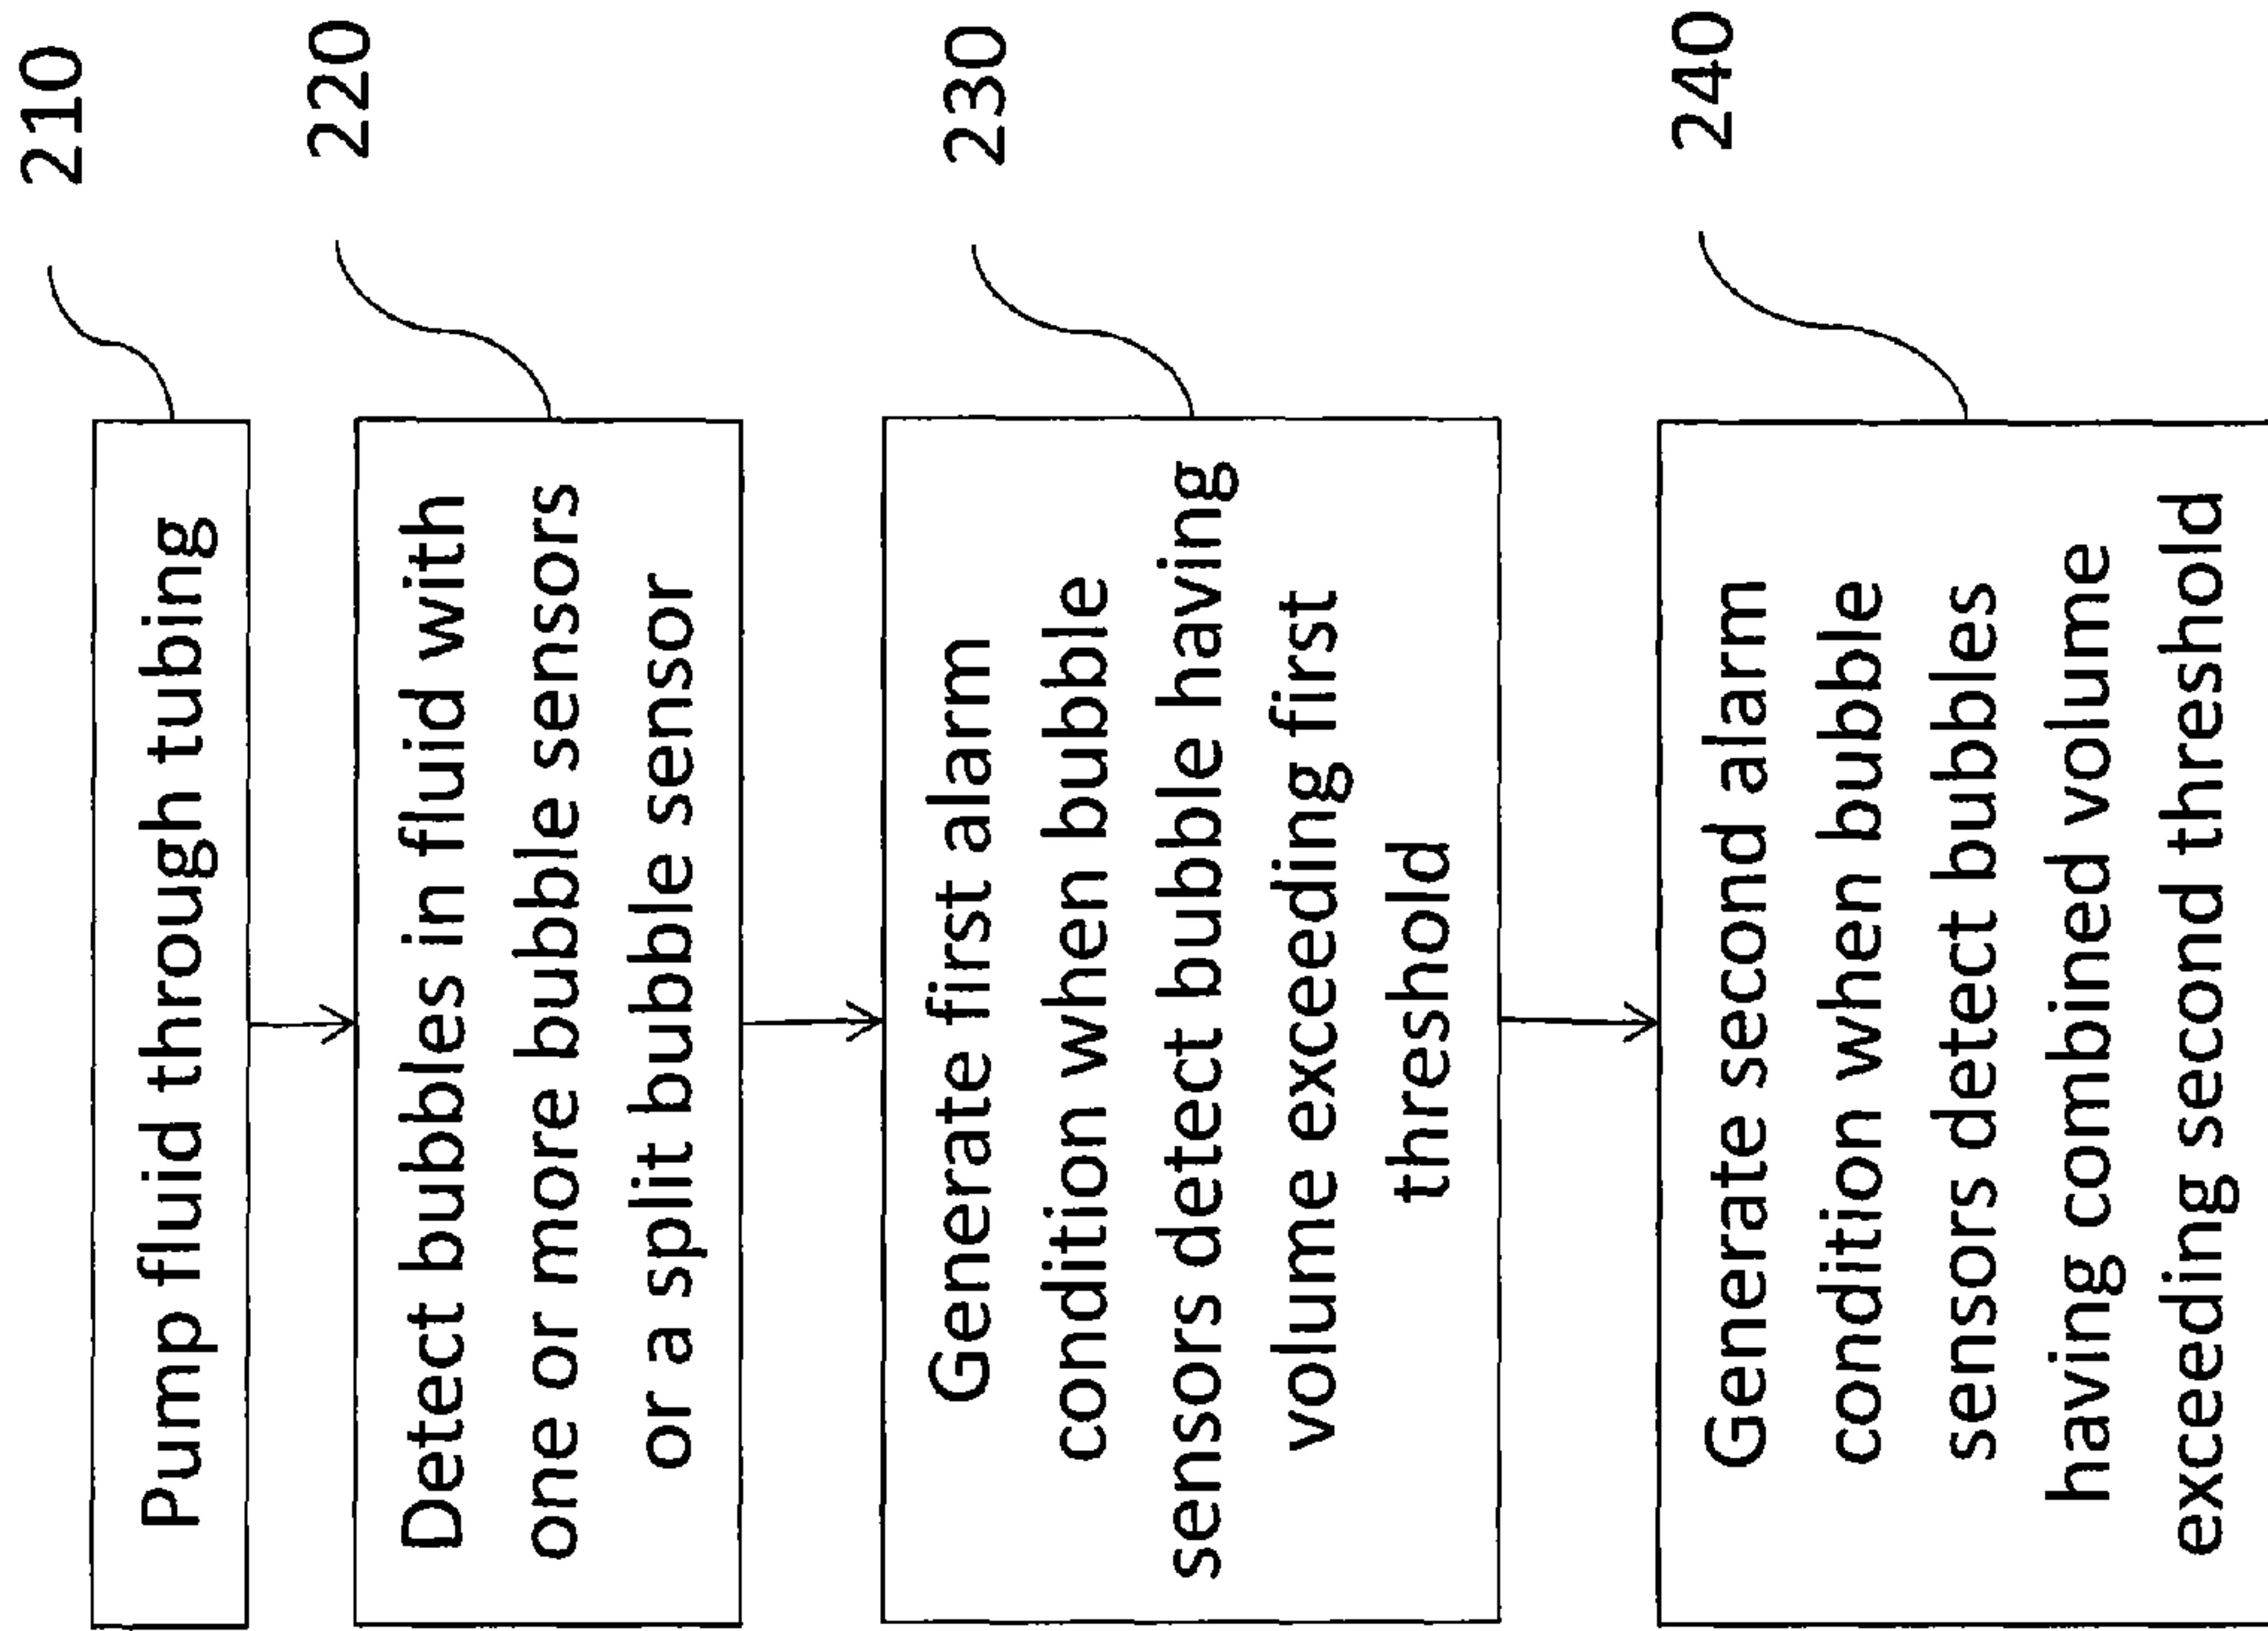 Pump fluid through tubing
210
Detect bubbles in fluid with
one or more bubble sensors
or a split bubble sensor
220
Generate first alarm
condition when bubble
sensors detect bubble having
volume exceeding first
threshold
230
Generate second alarm
condition when bubble
sensors detect bubbles
having combined volume
exceeding second threshold
240